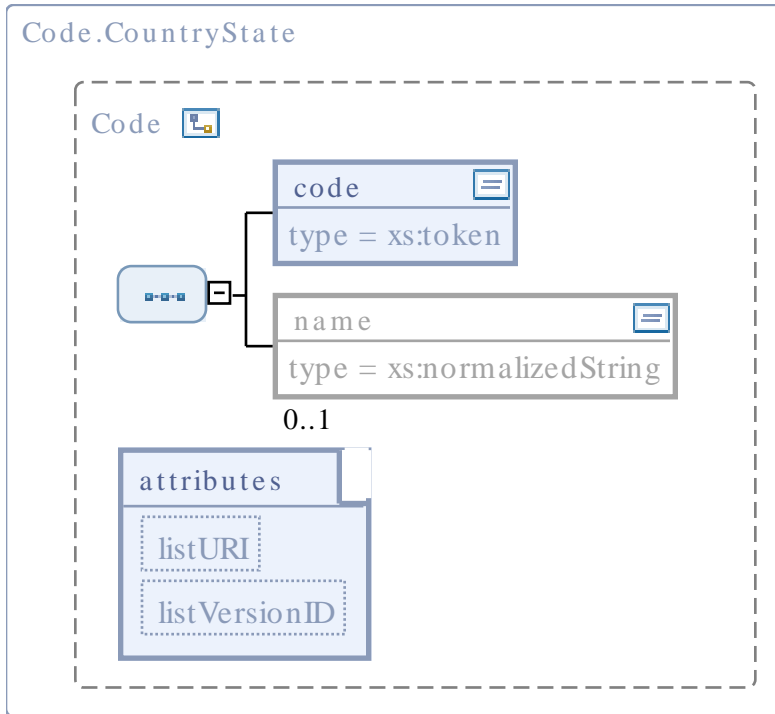 Code.CountryState
Code
code
type = xs:token
name
type = xs:normalizedString
0..1
attributes
listURI
listVersionID